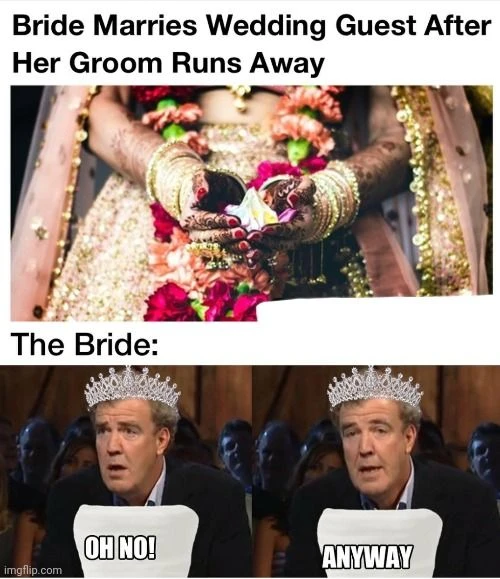 Bride Marries Wedding Guest After
Her Groom Runs Away
The Bride:
OH NO!
ANYWAY
imgflip.com